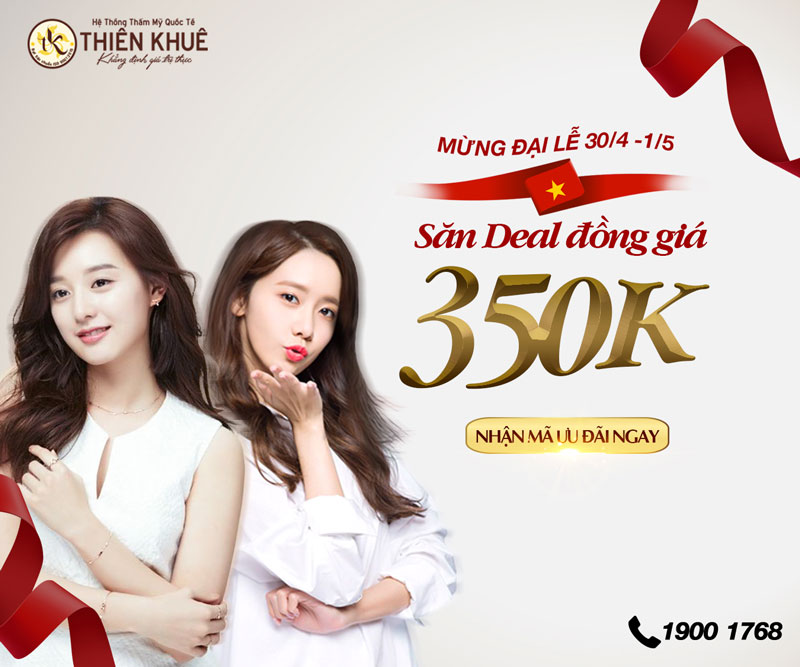 Hệ Thống Thẩm Mỹ Quốc Tế
THIÊN KHUÊ
Khẳng định giá trị thực
MỪNG ĐẠI LỄ 30/4 -1/5
Săn Deal đồng giá
350K
NHẬN MÃ ƯU ĐÃI NGAY
1900 1768